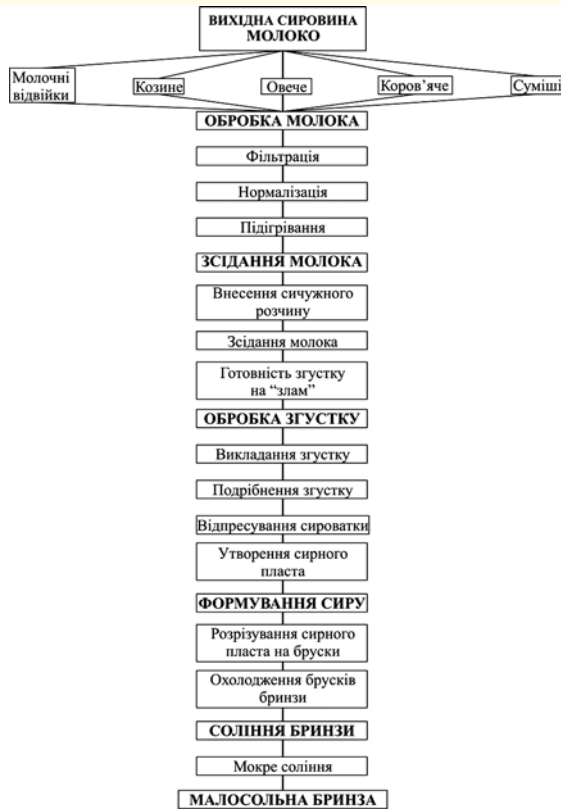 ВИХІДНА СИРОВИНА
МОЛОКО
Молочні
відвійки
Козине
Овече
Коров’яче
Суміші
ОБРОБКА МОЛОКА
Фільтрація
Нормалізація
Підігрівання
ЗСІДАННЯ МОЛОКА
Внесення сичужного
розчину
Зсідання молока
Готовність згустку
на “злам”
ОБРОБКА ЗГУСТКУ
Викладання згустку
Подрібнення згустку
Відпресування сироватки
Утворення сирного
пласта
ФОРМУВАННЯ СИРУ
Розрізування сирного
пласта на бруски
Охолодження брусків
бринзи
СОЛІННЯ БРИНЗИ
Мокре соління
МАЛОСОЛЬНА БРИНЗА